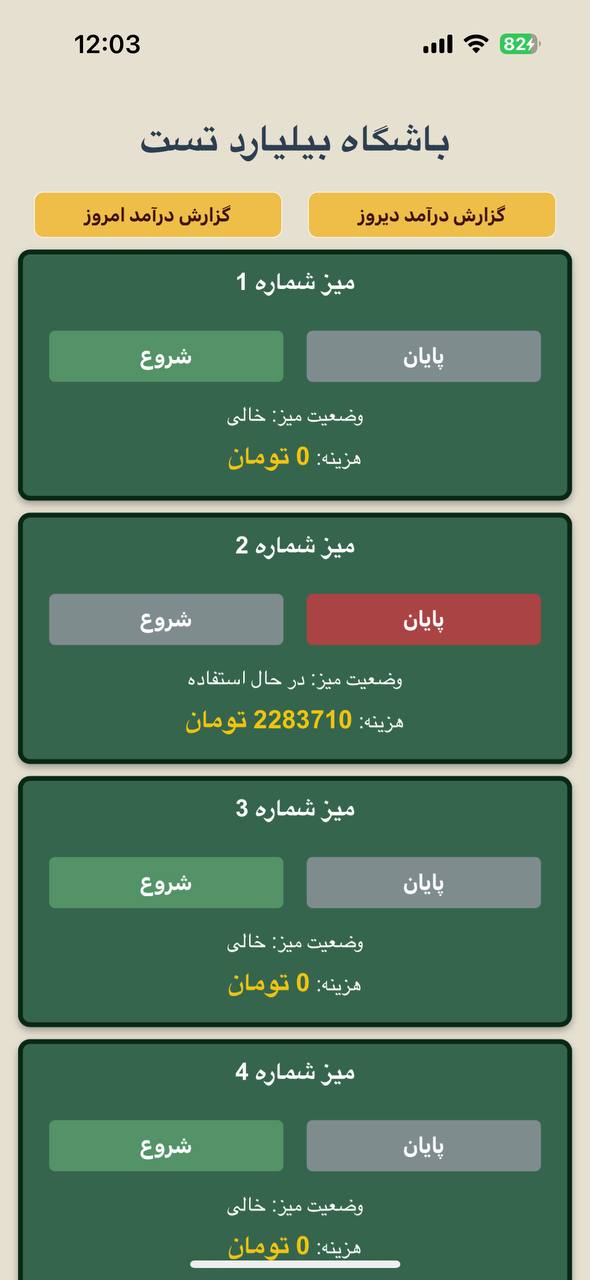 12:03
82
باشگاه بیلیارد تست
گزارش درآمد دیروز
گزارش درآمد امروز
میز شماره 1
پایان
شروع
وضعیت میز: خالی
هزینه: 0 تومان
میز شماره 2
پایان
شروع
وضعیت میز: در حال استفاده
هزینه: 2283710 تومان
میز شماره 3
پایان
شروع
وضعیت میز: خالی
هزینه: 0 تومان
میز شماره 4
پایان
شروع
وضعیت میز: خالی
هزینه: 0 تومان